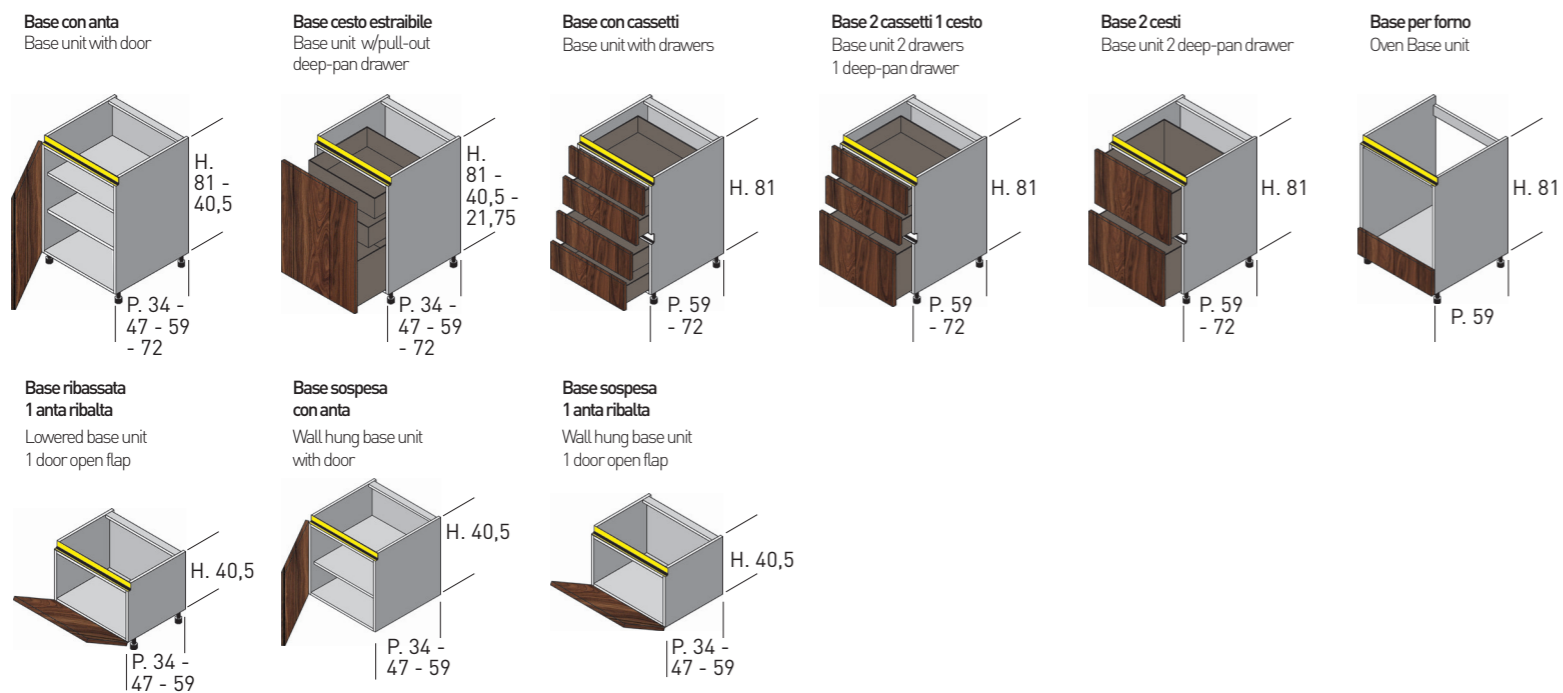 Base con anta
Base unit with door
H.
81 -
40,5
P. 34 -
47 - 59
- 72
Base cesto estraibile
Base unit w/pull-out
deep-pan drawer
H.
81 -
40,5 -
21,75
P. 34 -
47 - 59
- 72
Base con cassetti
Base unit with drawers
H. 81
P. 59
- 72
Base 2 cassetti 1 cesto
Base unit 2 drawers
1 deep-pan drawer
H. 81
P. 59
- 72
Base 2 cesti
Base unit 2 deep-pan drawer
H. 81
P. 59
- 72
Base per forno
Oven Base unit
H. 81
P. 59
Base ribassata
1 anta ribalta
Lowered base unit
1 door open flap
H. 40,5
P. 34 -
47 - 59
Base sospesa
con anta
Wall hung base unit
with door
H. 40,5
P. 34 -
47 - 59
Base sospesa
1 anta ribalta
Wall hung base unit
1 door open flap
H. 40,5
P. 34 -
47 - 59